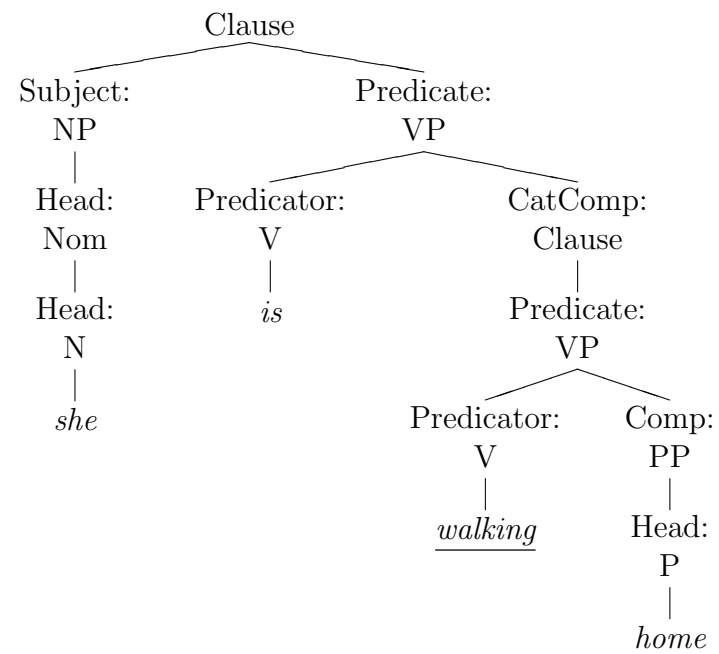 Clause
Subject: Predicate:
NP VP
Head: Predicator: CatComp:
Nom V Clause
Head: is Predicate:
N VP
she Predicator: Comp:
V PP
walking Head:
P
home